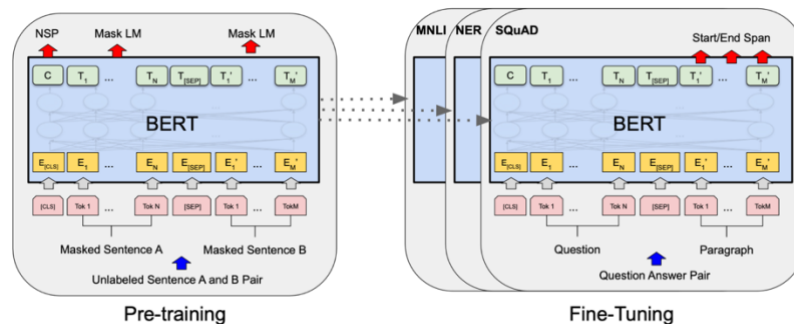 NSP Mask LM Mask LM
C T1 ... TN T[SEP] T1' ... TM'
BERT
E[CLS] E1 ... EN E[SEP] E1' ... EM'
[CLS] Tok 1 ... Tok N [SEP] Tok 1 ... TokM
Masked Sentence A Masked Sentence B
Unlabeled Sentence A and B Pair
Pre-training
MNLI NER SQuAD
Start/End Span
C T1 ... TN T[SEP] T1' ... TM'
BERT
E[CLS] E1 ... EN E[SEP] E1' ... EM'
[CLS] Tok 1 ... Tok N [SEP] Tok 1 ... TokM
Question Paragraph
Question Answer Pair
Fine-Tuning